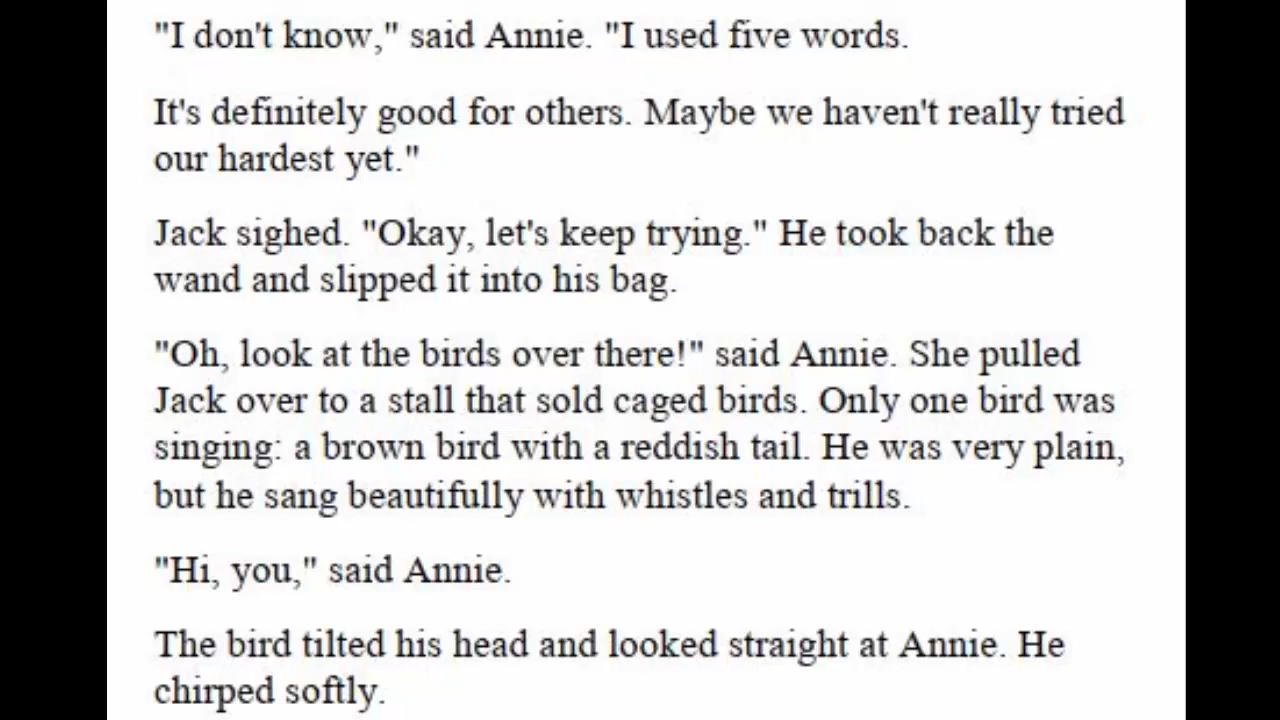 "I don't know," said Annie. "I used five words.
It's definitely good for others. Maybe we haven't really tried
our hardest yet."
Jack sighed. "Okay, let's keep trying." He took back the
wand and slipped it into his bag.
"Oh, look at the birds over there!" said Annie. She pulled
Jack over to a stall that sold caged birds. Only one bird was
singing: a brown bird with a reddish tail. He was very plain,
but he sang beautifully with whistles and trills.
"Hi, you," said Annie.
The bird tilted his head and looked straight at Annie. He
chirped softly.